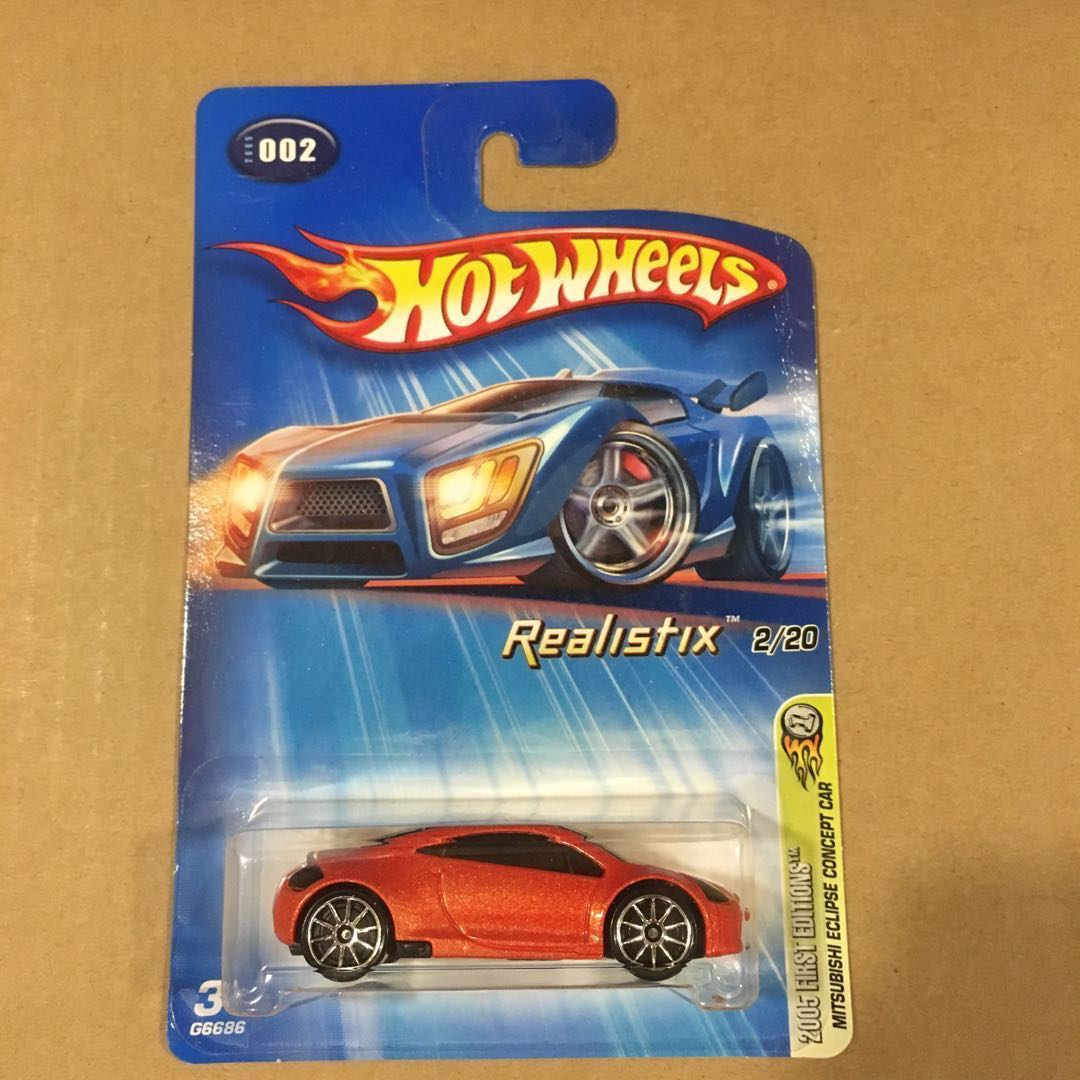 2005 002
HOT WHEELS®
Realistix™ 2/20
2005 FIRST EDITIONS™
MITSUBISHI ECLIPSE CONCEPT CAR
3
G6686